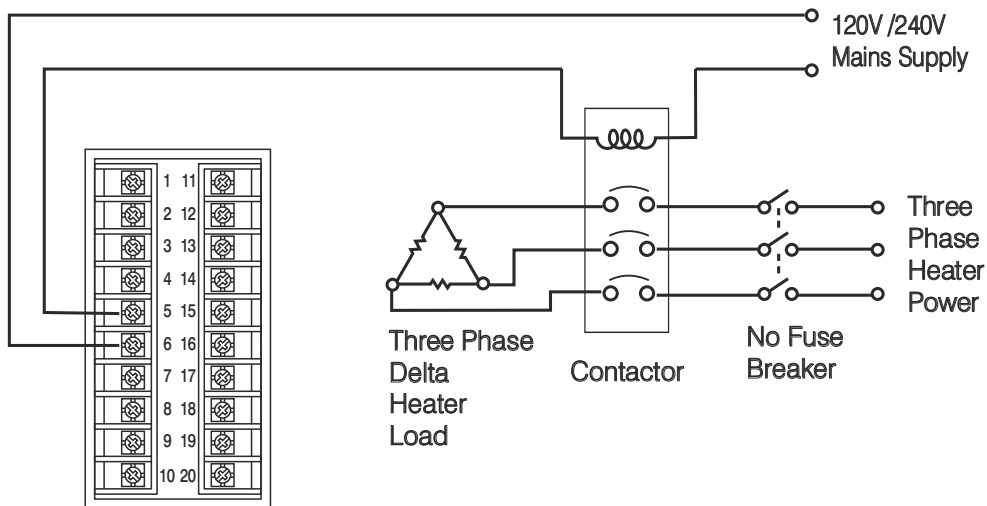 120V /240V
Mains Supply
1 11
2 12
3 13
4 14
5 15
6 16
7 17
8 18
9 19
10 20
Three Phase
Delta
Heater
Load
Contactor
No Fuse
Breaker
Three
Phase
Heater
Power